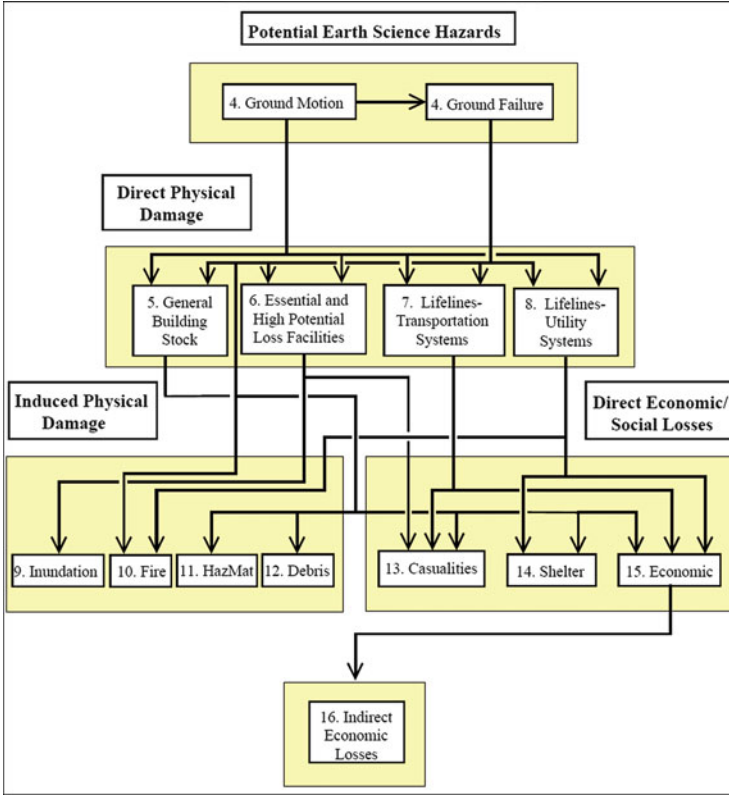 Potential Earth Science Hazards
4. Ground Motion
4. Ground Failure
Direct Physical
Damage
5. General
Building
Stock
6. Essential and
High Potential
Loss Facilities
7. Lifelines-
Transportation
Systems
8. Lifelines-
Utility
Systems
Induced Physical
Damage
Direct Economic/
Social Losses
9. Inundation
10. Fire
11. HazMat
12. Debris
13. Casualities
14. Shelter
15. Economic
16. Indirect
Economic
Losses